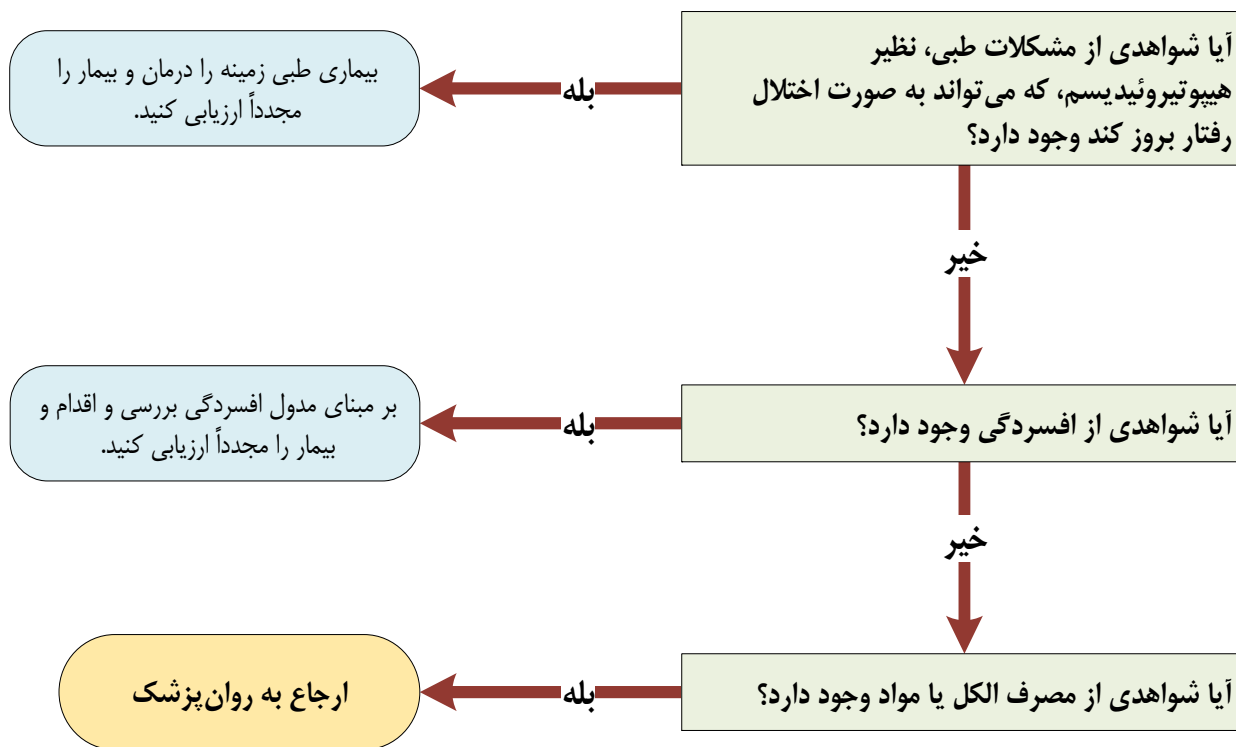 آیا شواهدی از مشکلات طبی، نظیر
هیپوتیروئیدیسم، که می‌تواند به صورت اختلال
رفتار بروز کند وجود دارد؟
بله
بیماری طبی زمینه را درمان و بیمار را
مجدداً ارزیابی کنید.
خیر
آیا شواهدی از افسردگی وجود دارد؟
بله
بر مبنای مدول افسردگی بررسی و اقدام و
بیمار را مجدداً ارزیابی کنید.
خیر
آیا شواهدی از مصرف الکل یا مواد وجود دارد؟
بله
ارجاع به روان‌پزشک